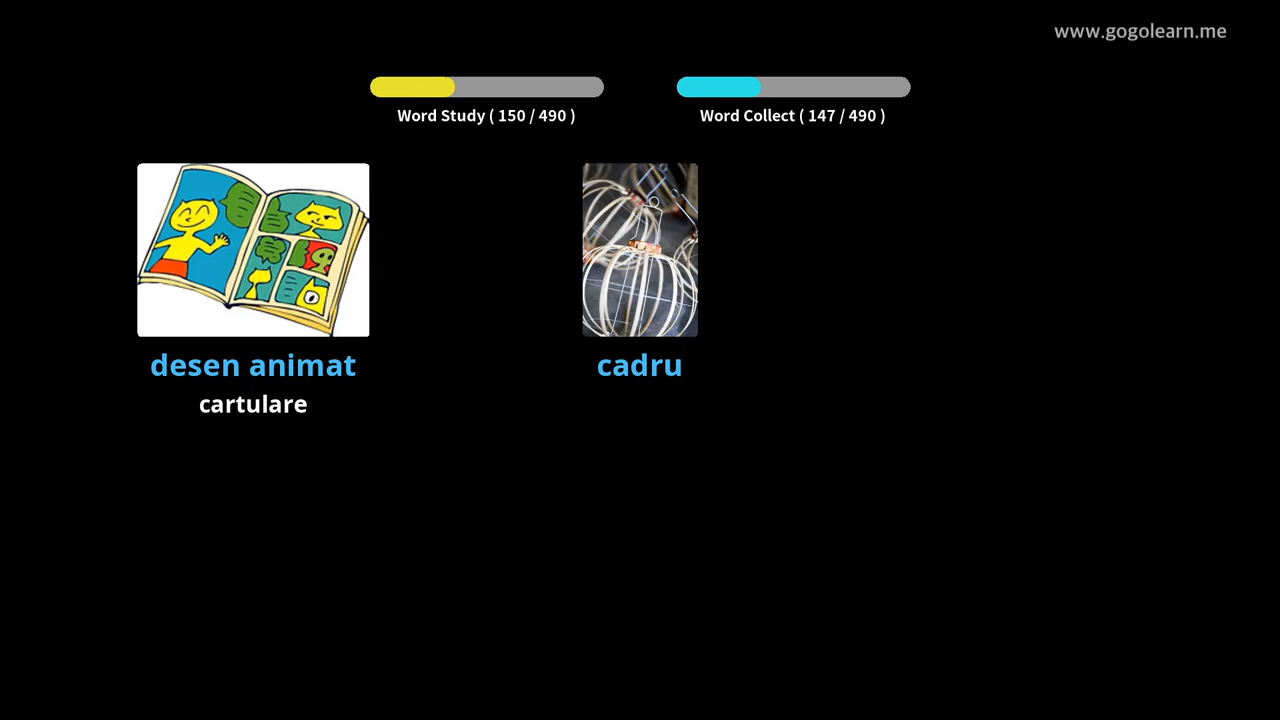 www.gogolearn.me
Word Study ( 150 / 490 )
Word Collect ( 147 / 490 )
desen animat
cadru
cartulare